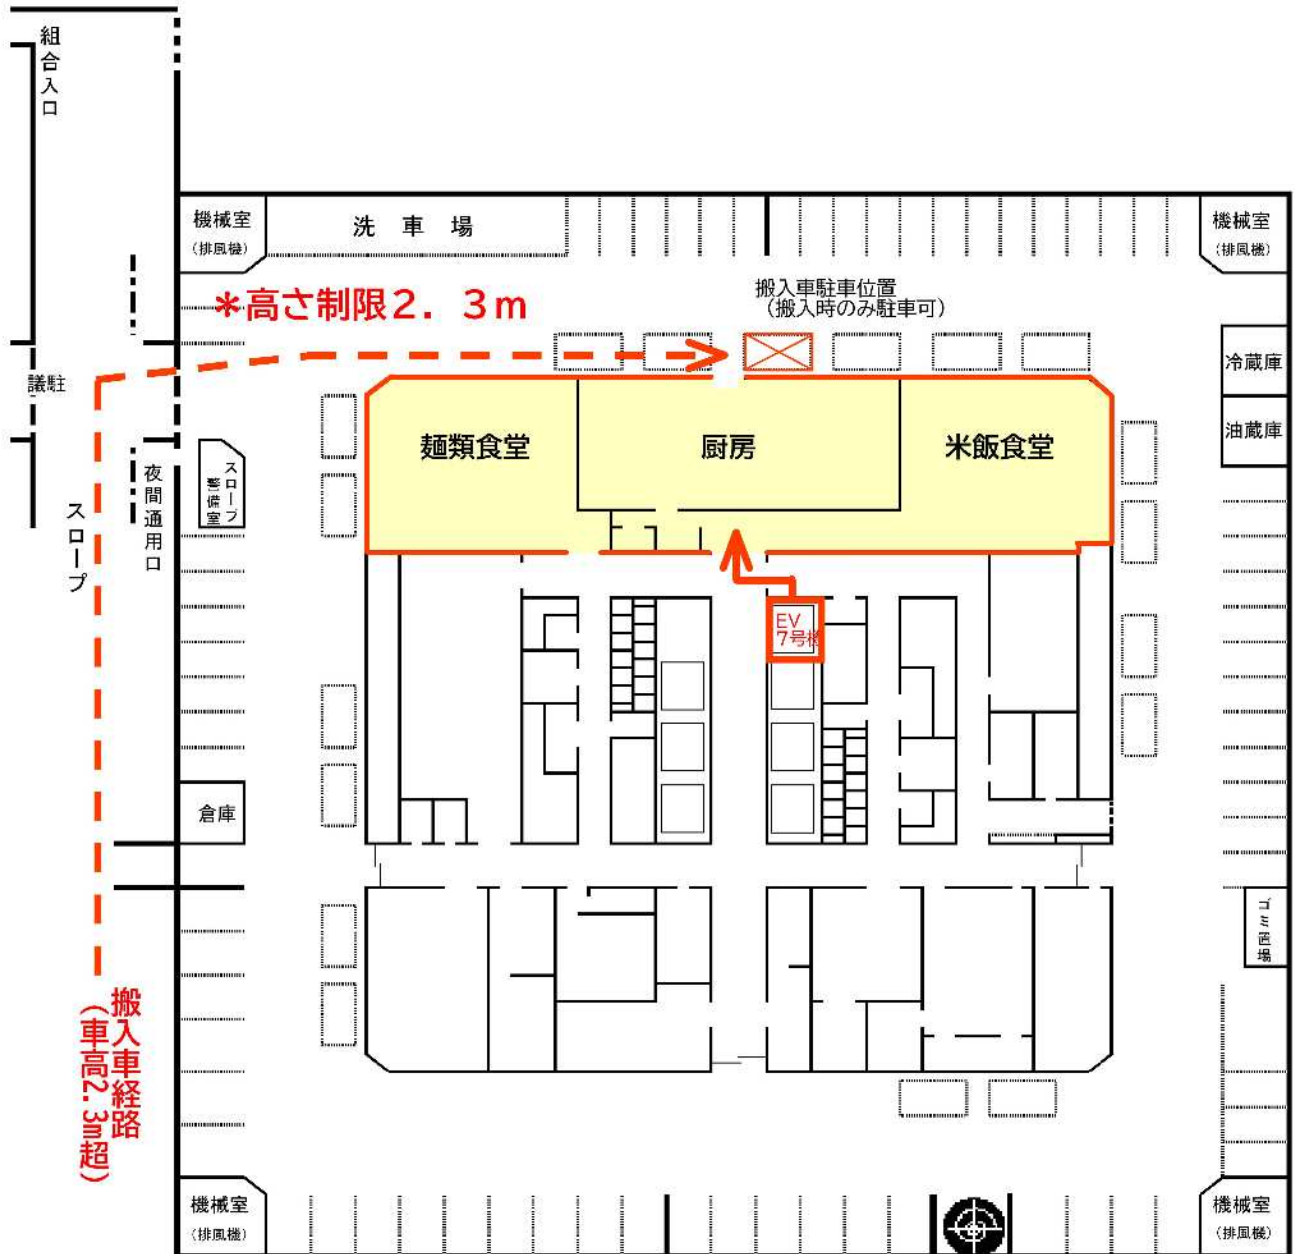 組合入口
機械室
(排風機)
洗車場
機械室
(排風機)
*高さ制限2.3m
搬入車駐車位置
(搬入時のみ駐車可)
議駐
冷蔵庫
油蔵庫
麺類食堂
厨房
米飯食堂
夜間通用口
スロープ
警備室
スロープ
EV
7号機
倉庫
ゴミ置場
搬入車経路
(車高2.3m超)
機械室
(排風機)
機械室
(排風機)